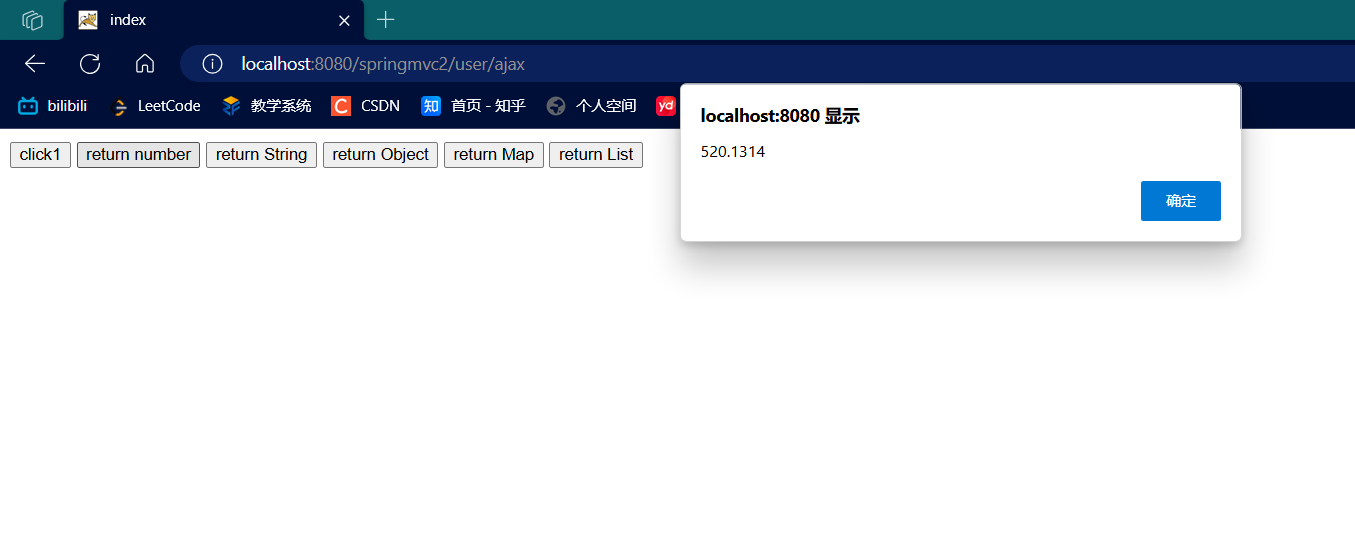 index
localhost:8080/springmvc2/user/ajax
bilibili LeetCode 教学系统 C CSDN 知 首页 - 知乎 个人空间 yd
localhost:8080 显示
520.1314
确定
click1 return number return String return Object return Map return List